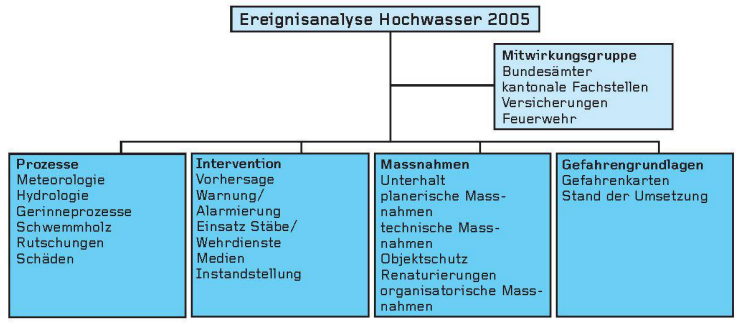 Ereignisanalyse Hochwasser 2005
Mitwirkungsgruppe
Bundesämter
kantonale Fachstellen
Versicherungen
Feuerwehr
Prozesse
Meteorologie
Hydrologie
Gerinneprozesse
Schwemmholz
Rutschungen
Schäden
Intervention
Vorhersage
Warnung/
Alarmierung
Einsatz Stäbe/
Wehrdienste
Medien
Instandstellung
Massnahmen
Unterhalt
planerische Mass-
nahmen
technische Mass-
nahmen
Objektschutz
Renaturierungen
organisatorische Mass-
nahmen
Gefahrengrundlagen
Gefahrenkarten
Stand der Umsetzung